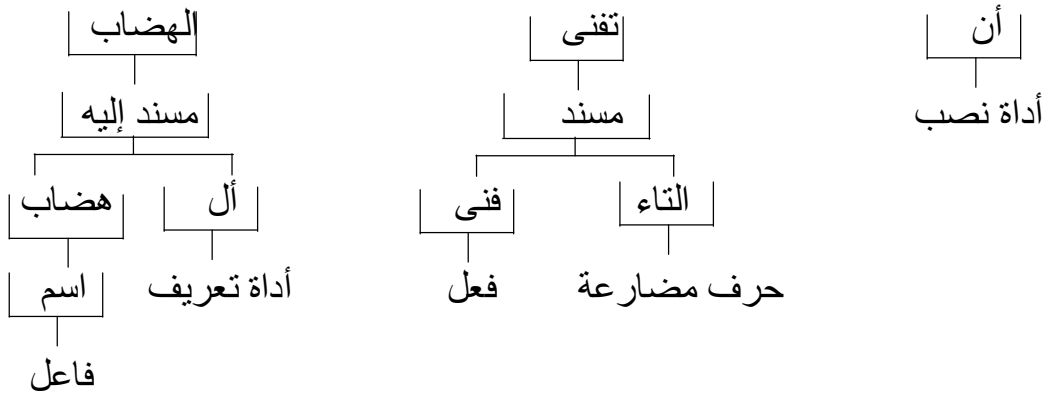 أن تفنى الهضاب
أداة نصب مسند مسند إليه
التاء فنى أل هضاب
حرف مضارعة فعل أداة تعريف اسم
فاعل